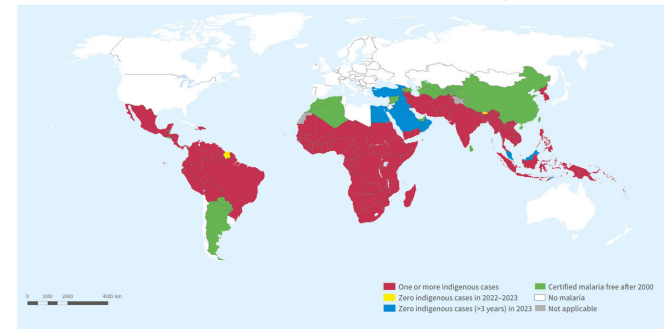 0 1000 2000 4000 km
One or more indigenous cases
Zero indigenous cases in 2022–2023
Zero indigenous cases (>3 years) in 2023
Certified malaria free after 2000
No malaria
Not applicable